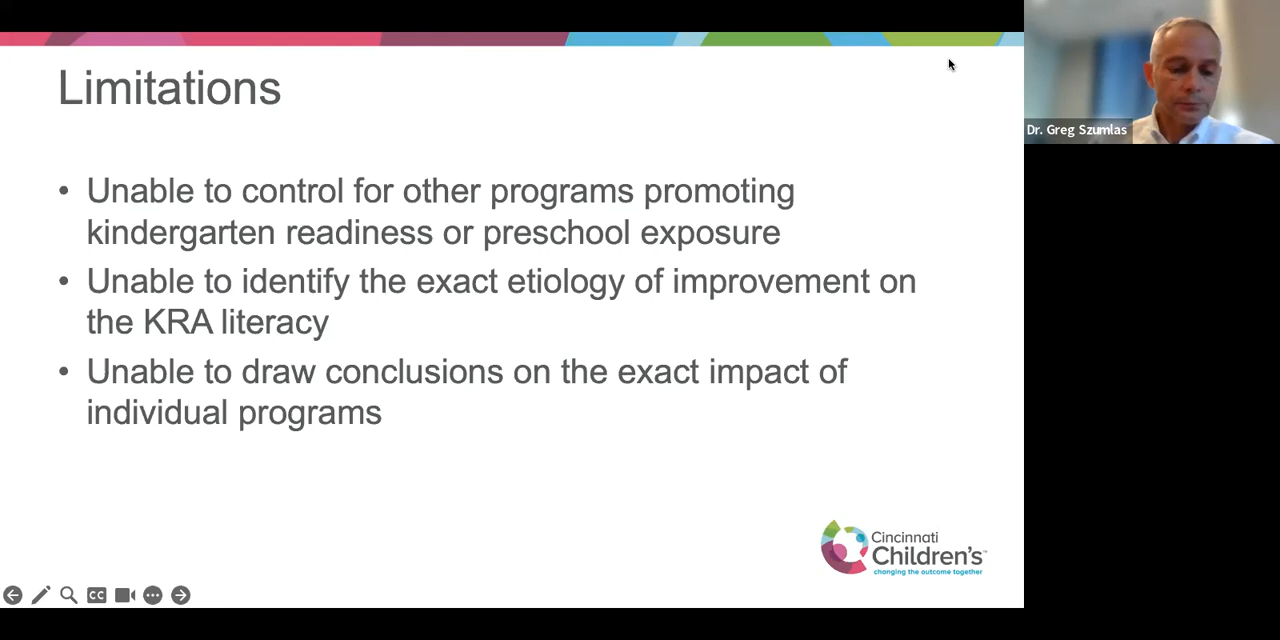 Limitations
• Unable to control for other programs promoting
kindergarten readiness or preschool exposure
• Unable to identify the exact etiology of improvement on
the KRA literacy
• Unable to draw conclusions on the exact impact of
individual programs
Cincinnati
Children's™
changing the outcome together
CC
Dr. Greg Szumlas